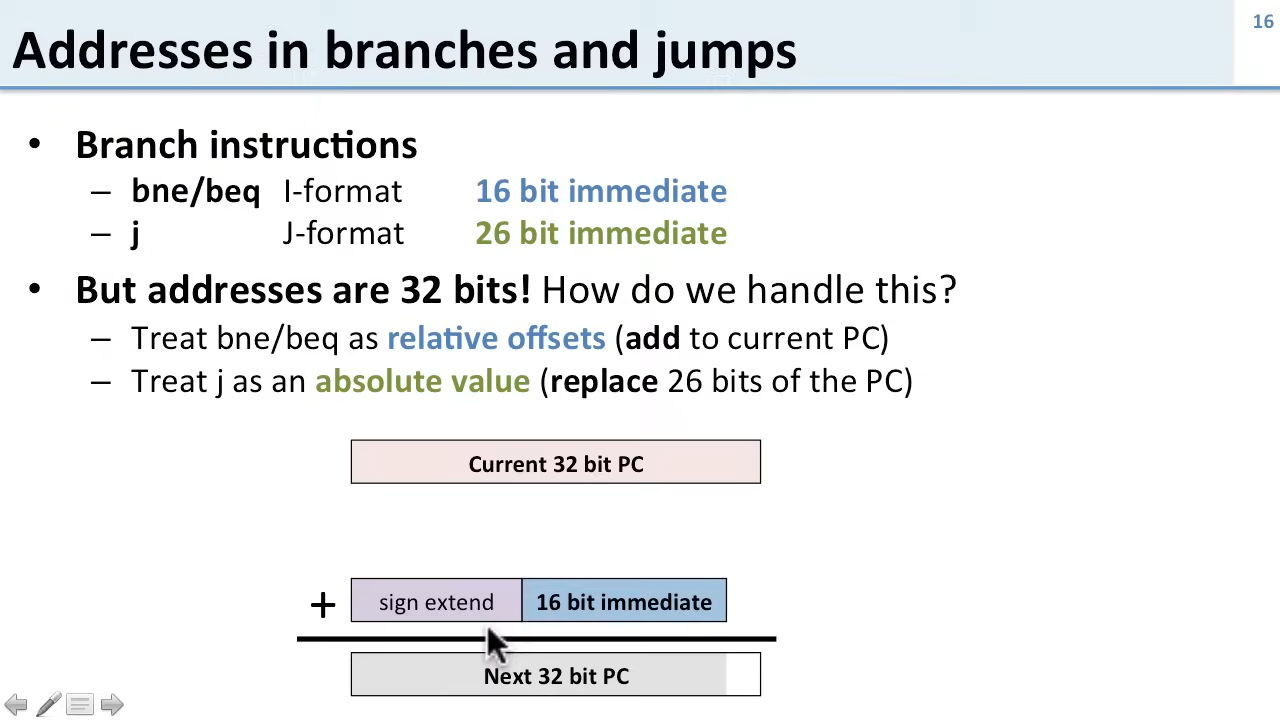 16
Addresses in branches and jumps
• Branch instructions
– bne/beq I-format 16 bit immediate
– j J-format 26 bit immediate
• But addresses are 32 bits! How do we handle this?
– Treat bne/beq as relative offsets (add to current PC)
– Treat j as an absolute value (replace 26 bits of the PC)
Current 32 bit PC
+ sign extend 16 bit immediate
Next 32 bit PC